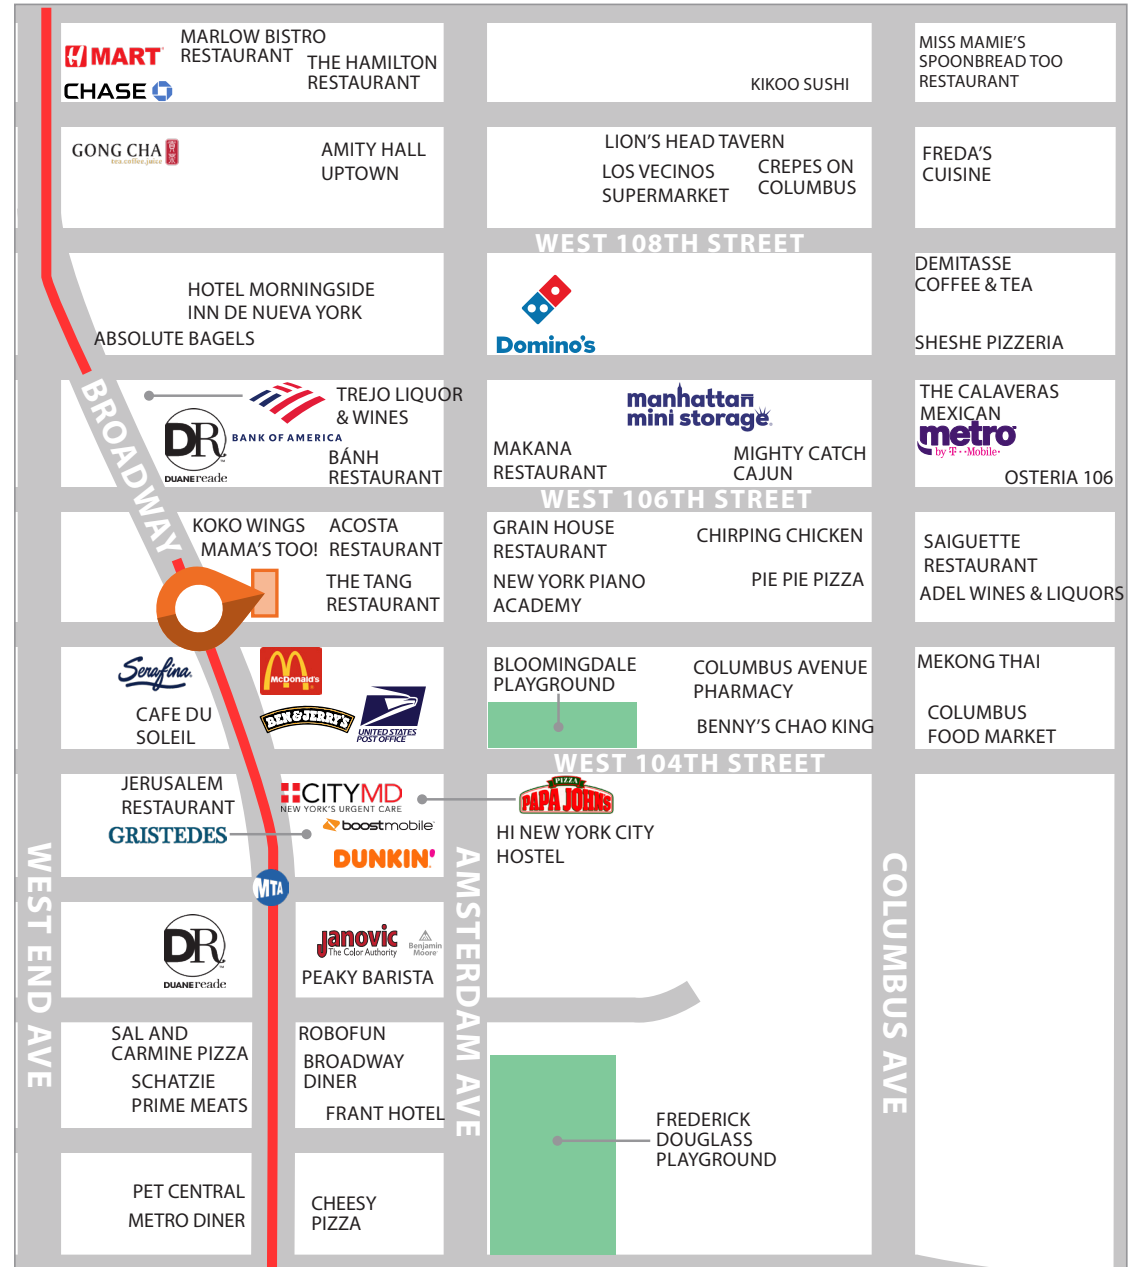 H MART
MARLOW BISTRO
RESTAURANT
THE HAMILTON
RESTAURANT
CHASE
KIKOO SUSHI
MISS MAMIE'S
SPOONBREAD TOO
RESTAURANT
GONG CHA
tea.coffee.juice
AMITY HALL
UPTOWN
LION'S HEAD TAVERN
LOS VECINOS
SUPERMARKET
CREPES ON
COLUMBUS
FREDA'S
CUISINE
WEST 108TH STREET
HOTEL MORNINGSIDE
INN DE NUEVA YORK
ABSOLUTE BAGELS
Domino's
DEMITASSE
COFFEE & TEA
SHESHE PIZZERIA
BROADWAY
BANK OF AMERICA
TREJO LIQUOR
& WINES
DR
DUANEreade
BÁNH
RESTAURANT
manhattan
mini storage
MAKANA
RESTAURANT
MIGHTY CATCH
CAJUN
THE CALAVERAS
MEXICAN
metro
by T-Mobile
OSTERIA 106
WEST 106TH STREET
KOKO WINGS
MAMA'S TOO!
ACOSTA
RESTAURANT
THE TANG
RESTAURANT
GRAIN HOUSE
RESTAURANT
NEW YORK PIANO
ACADEMY
CHIRPING CHICKEN
PIE PIE PIZZA
SAIGUETTE
RESTAURANT
ADEL WINES & LIQUORS
Serafina
CAFE DU
SOLEIL
McDonald's
BEN & JERRY'S
UNITED STATES
POST OFFICE
BLOOMINGDALE
PLAYGROUND
COLUMBUS AVENUE
PHARMACY
BENNY'S CHAO KING
MEKONG THAI
COLUMBUS
FOOD MARKET
WEST 104TH STREET
JERUSALEM
RESTAURANT
GRISTEDES
CITYMD
NEW YORK'S URGENT CARE
boostmobile
DUNKIN'
PIZZA
PAPA JOHNS
HI NEW YORK CITY
HOSTEL
WEST END AVE
MTA
AMSTERDAM AVE
COLUMBUS AVE
DR
DUANEreade
Janovic
The Color Authority
Benjamin
Moore
PEAKY BARISTA
SAL AND
CARMINE PIZZA
SCHATZIE
PRIME MEATS
ROBOFUN
BROADWAY
DINER
FRANT HOTEL
FREDERICK
DOUGLASS
PLAYGROUND
PET CENTRAL
METRO DINER
CHEESY
PIZZA